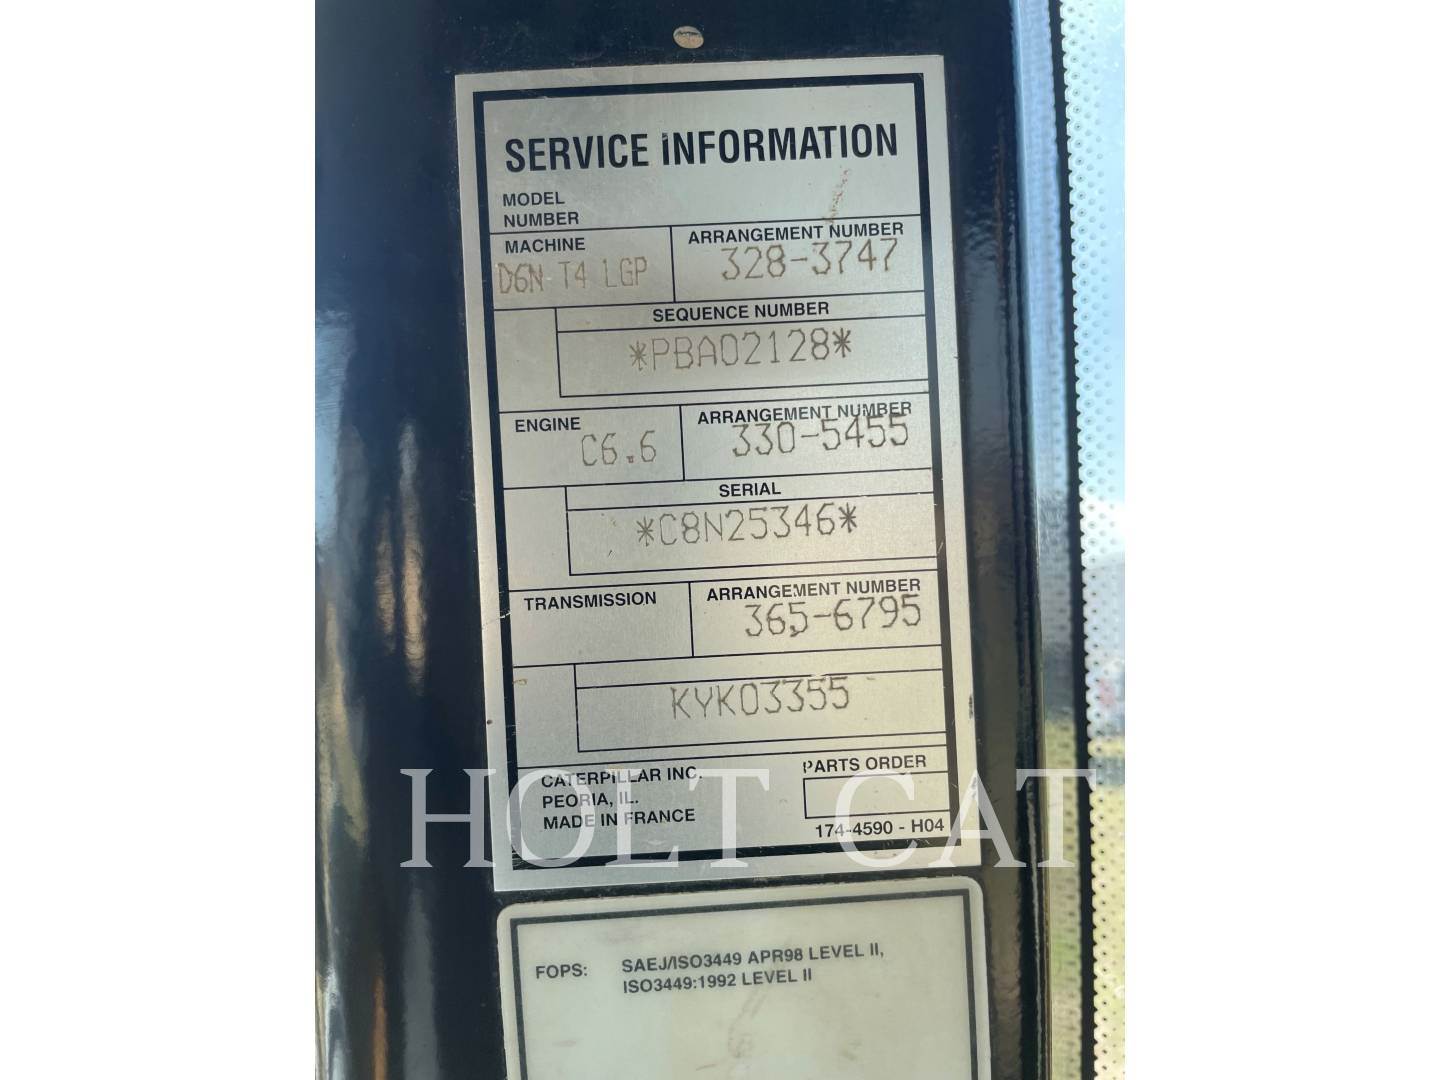 SERVICE INFORMATION
MODEL
NUMBER
MACHINE
D6N T4 LGP
ARRANGEMENT NUMBER
328-3747
SEQUENCE NUMBER
*PBA02128*
ENGINE
C6.6
ARRANGEMENT NUMBER
330-5455
SERIAL
*C8N25346*
TRANSMISSION
ARRANGEMENT NUMBER
365-6795
KYK03355
CATERPILLAR INC.
PEORIA, IL.
MADE IN FRANCE
PARTS ORDER
174-4590 - H04
HOLT CAT
FOPS: SAEJ/ISO3449 APR98 LEVEL II,
ISO3449:1992 LEVEL II